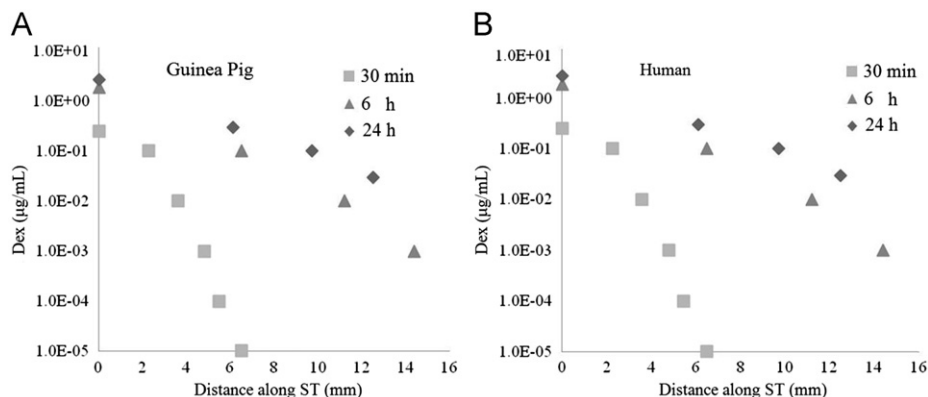 A
Guinea Pig
30 min
6 h
24 h
1.0E+01
1.0E+00
1.0E-01
1.0E-02
1.0E-03
1.0E-04
1.0E-05
Dex (µg/mL)
0 2 4 6 8 10 12 14 16
Distance along ST (mm)
B
Human
30 min
6 h
24 h
1.0E+01
1.0E+00
1.0E-01
1.0E-02
1.0E-03
1.0E-04
1.0E-05
Dex (µg/mL)
0 2 4 6 8 10 12 14 16
Distance along ST (mm)